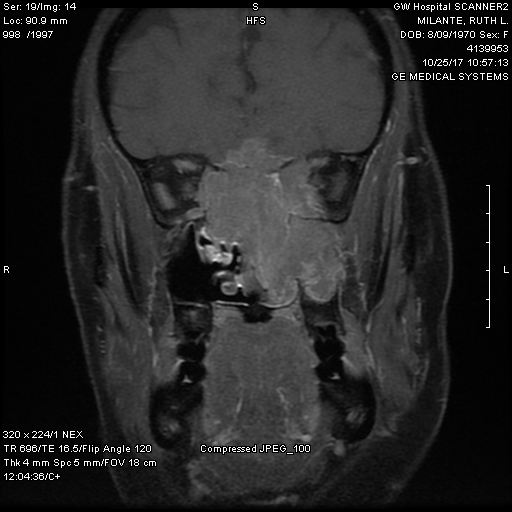 Ser: 19/Img: 14
Loc: 90.9 mm
998 /1997
S
HFS
GW Hospital SCANNER2
MILANTE, RUTH L.
DOB: 8/09/1970 Sex: F
4139953
10/25/17 10:57:13
GE MEDICAL SYSTEMS
R
L
320 x 224/1 NEX
TR 696/TE 16.5/Flip Angle 120
Thk 4 mm Spc 5 mm/FOV 18 cm
12:04:36/C+
Compressed JPEG_100